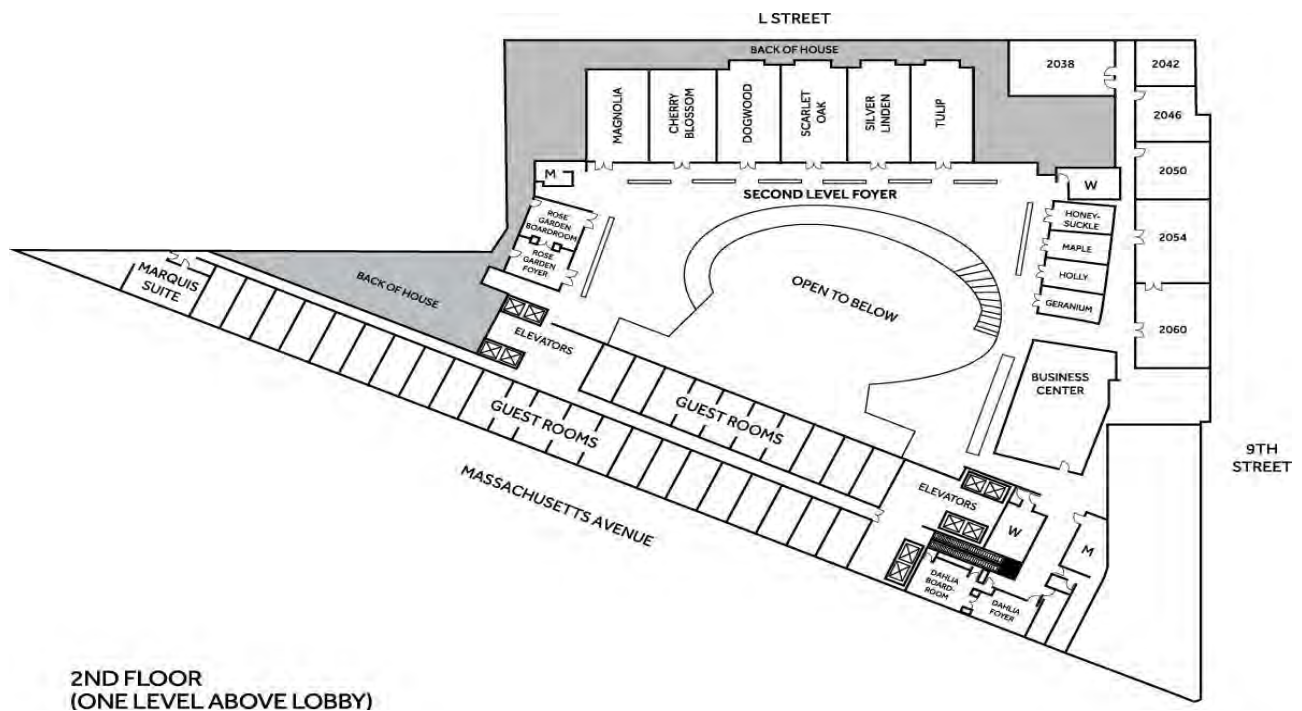 L STREET
BACK OF HOUSE
2038
2042
MAGNOLIA
CHERRY
BLOSSOM
DOGWOOD
SCARLET
OAK
SILVER
LINDEN
TULIP
2046
2050
M
W
SECOND LEVEL FOYER
ROSE
GARDEN
BOARDROOM
HONEY-
SUCKLE
2054
MAPLE
ROSE
GARDEN
FOYER
HOLLY
MARQUIS
SUITE
BACK OF HOUSE
OPEN TO BELOW
GERANIUM
2060
ELEVATORS
BUSINESS
CENTER
GUEST ROOMS
GUEST ROOMS
9TH
STREET
MASSACHUSETTS AVENUE
ELEVATORS
W
M
DAHLIA
BOARD-
ROOM
DAHLIA
FOYER
2ND FLOOR
(ONE LEVEL ABOVE LOBBY)